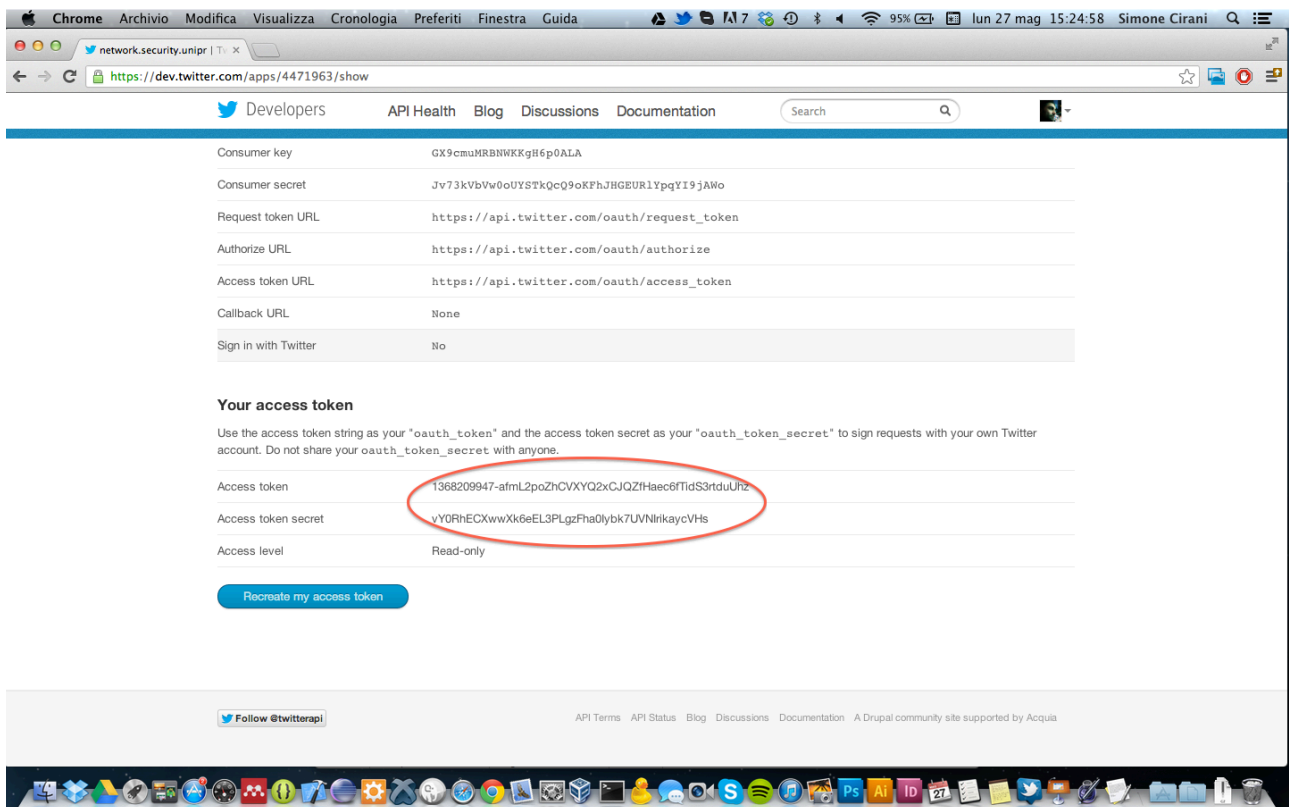 Chrome Archivio Modifica Visualizza Cronologia Preferiti Finestra Guida 7 95% lun 27 mag 15:24:58 Simone Cirani
network.security.unipr | Tv
https://dev.twitter.com/apps/4471963/show
Developers API Health Blog Discussions Documentation Search
Consumer key GX9cmuMRBNWKKgH6p0ALA
Consumer secret Jv73kVbVw0oUYSTkQcQ9oKFhJHGEURlYpqYI9jAWo
Request token URL https://api.twitter.com/oauth/request_token
Authorize URL https://api.twitter.com/oauth/authorize
Access token URL https://api.twitter.com/oauth/access_token
Callback URL None
Sign in with Twitter No
Your access token
Use the access token string as your "oauth_token" and the access token secret as your "oauth_token_secret" to sign requests with your own Twitter
account. Do not share your oauth_token_secret with anyone.
Access token 1368209947-afmL2poZhCVXYQ2xCJQZfHaec6fTidS3rtduUhz
Access token secret
Access level Read-only
Recreate my access token
Follow @twitterapi API Terms API Status Blog Discussions Documentation A Drupal community site supported by Acquia
Ps Ai ID 27